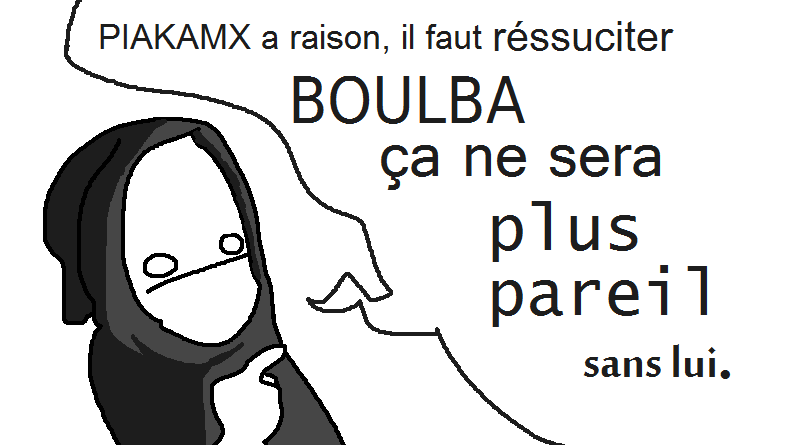 PIAKAMX a raison, il faut réssuciter
BOULBA
ça ne sera
plus
pareil
sans lui.